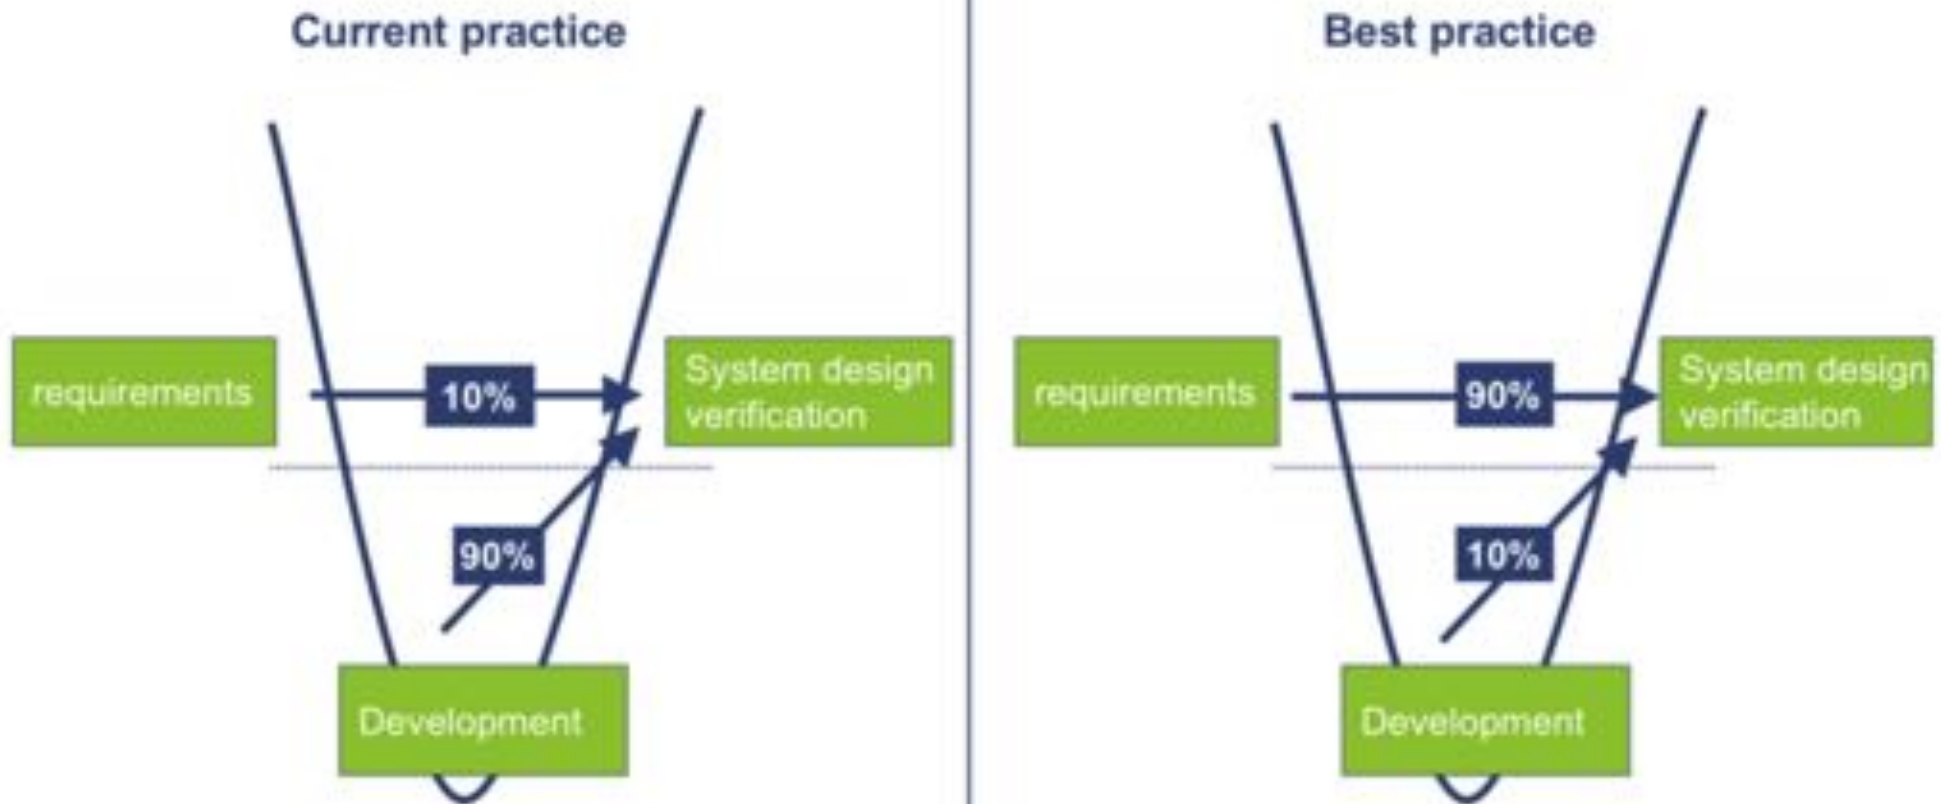 Current practice
requirements
10%
System design
verification
90%
Development
Best practice
requirements
90%
System design
verification
10%
Development